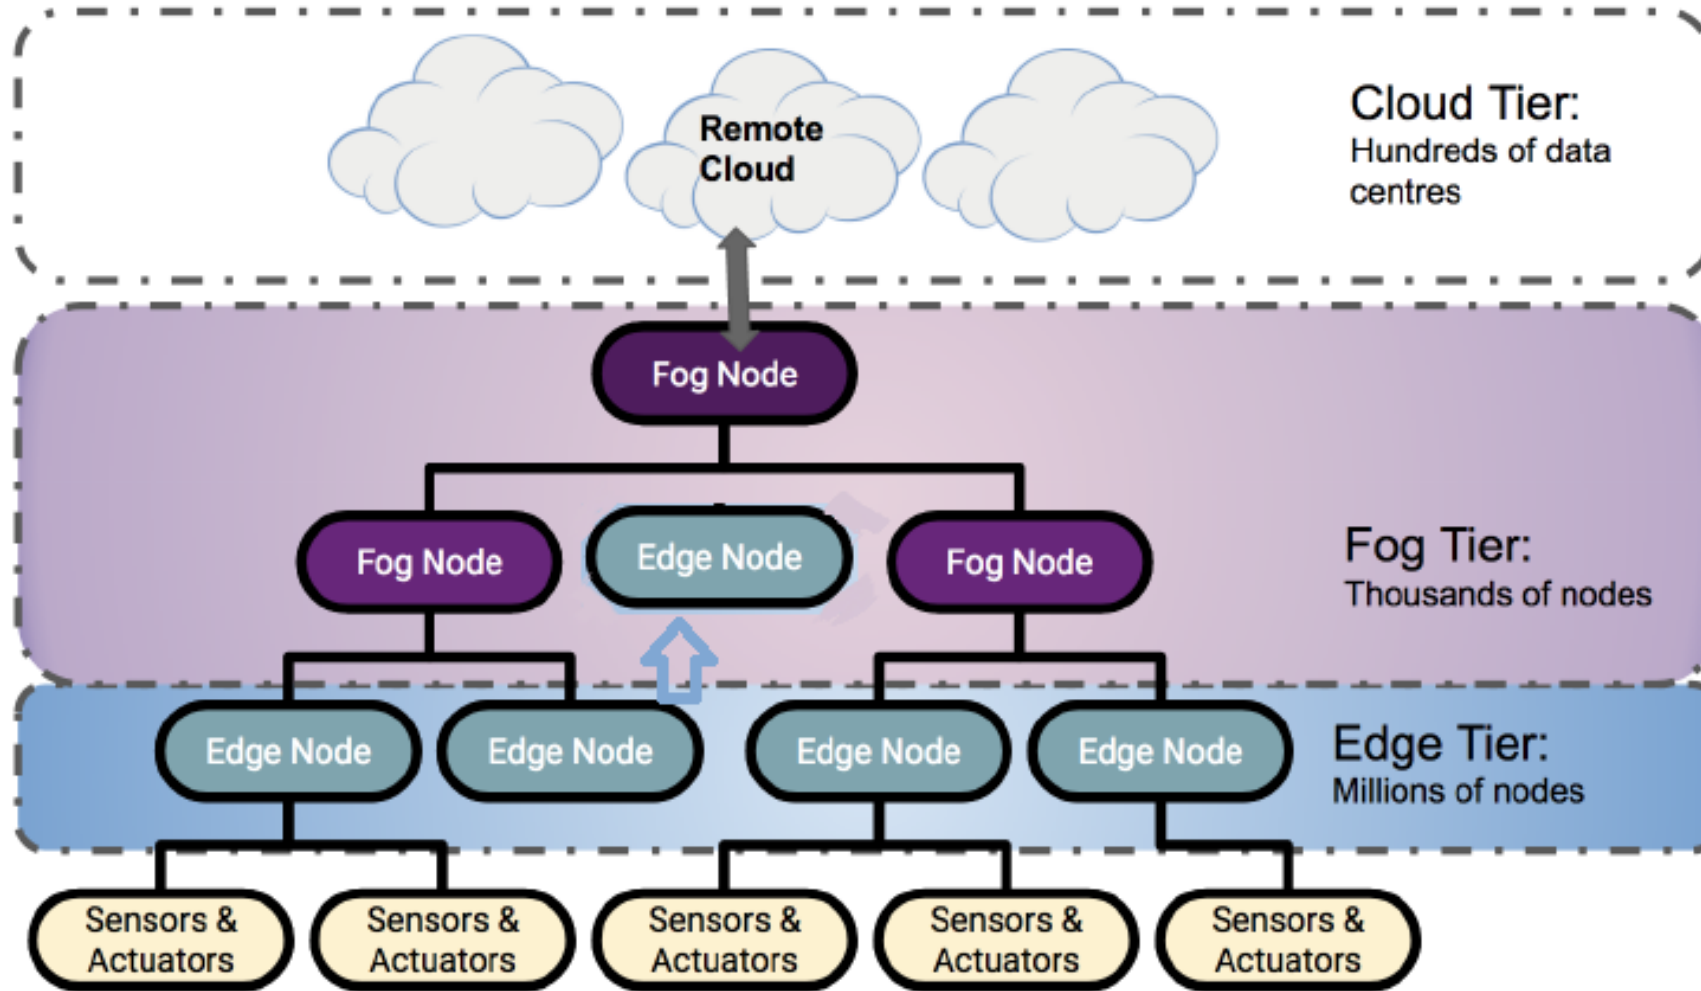 Remote
Cloud
Cloud Tier:
Hundreds of data
centres
Fog Node
Fog Node
Edge Node
Fog Node
Fog Tier:
Thousands of nodes
Edge Node
Edge Node
Edge Node
Edge Node
Edge Tier:
Millions of nodes
Sensors &
Actuators
Sensors &
Actuators
Sensors &
Actuators
Sensors &
Actuators
Sensors &
Actuators